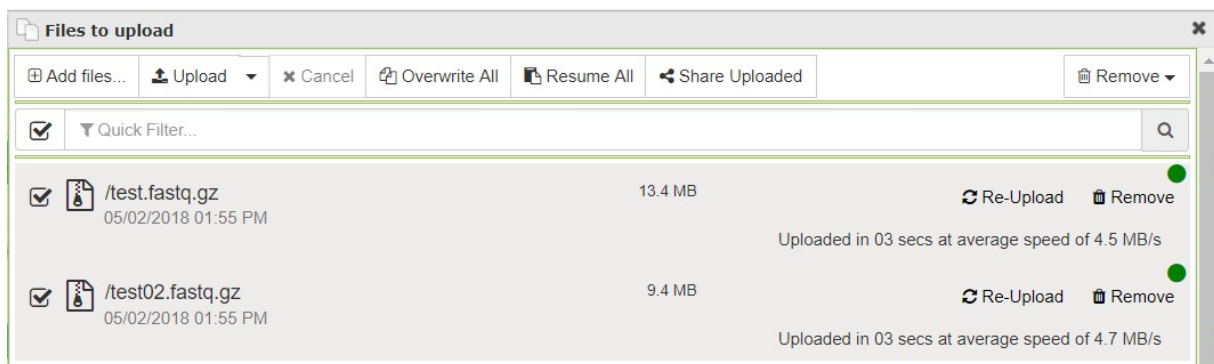 Files to upload
Add files... Upload Cancel Overwrite All Resume All Share Uploaded Remove
Quick Filter...
/test.fastq.gz 13.4 MB Re-Upload Remove
05/02/2018 01:55 PM
Uploaded in 03 secs at average speed of 4.5 MB/s
/test02.fastq.gz 9.4 MB Re-Upload Remove
05/02/2018 01:55 PM
Uploaded in 03 secs at average speed of 4.7 MB/s